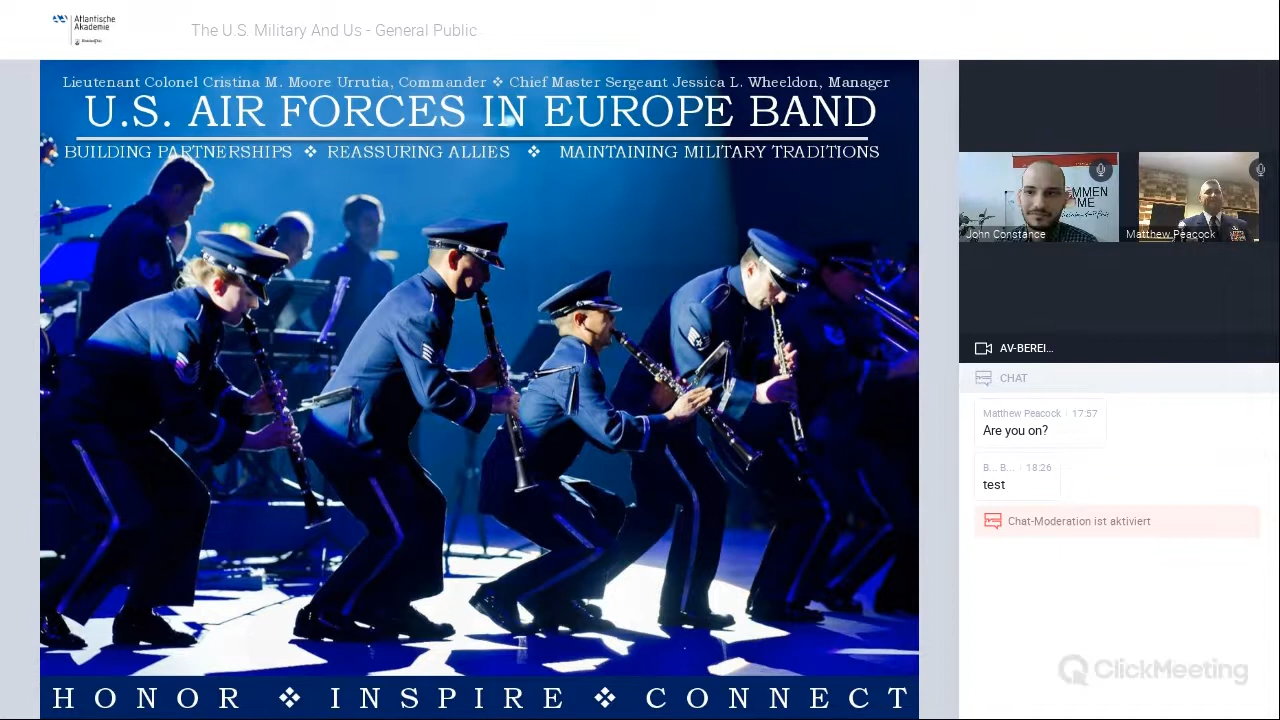 Atlantische
Akademie
The U.S. Military And Us - General Public
Lieutenant Colonel Cristina M. Moore Urrutia, Commander ❖ Chief Master Sergeant Jessica L. Wheeldon, Manager
U.S. AIR FORCES IN EUROPE BAND
BUILDING PARTNERSHIPS ❖ REASSURING ALLIES ❖ MAINTAINING MILITARY TRADITIONS
HONOR ❖ INSPIRE ❖ CONNECT
MMEN
ME
John Constance
Matthew Peacock
AV-BEREI...
CHAT
Matthew Peacock 17:57
Are you on?
B... B... 18:26
test
Chat-Moderation ist aktiviert
ClickMeeting